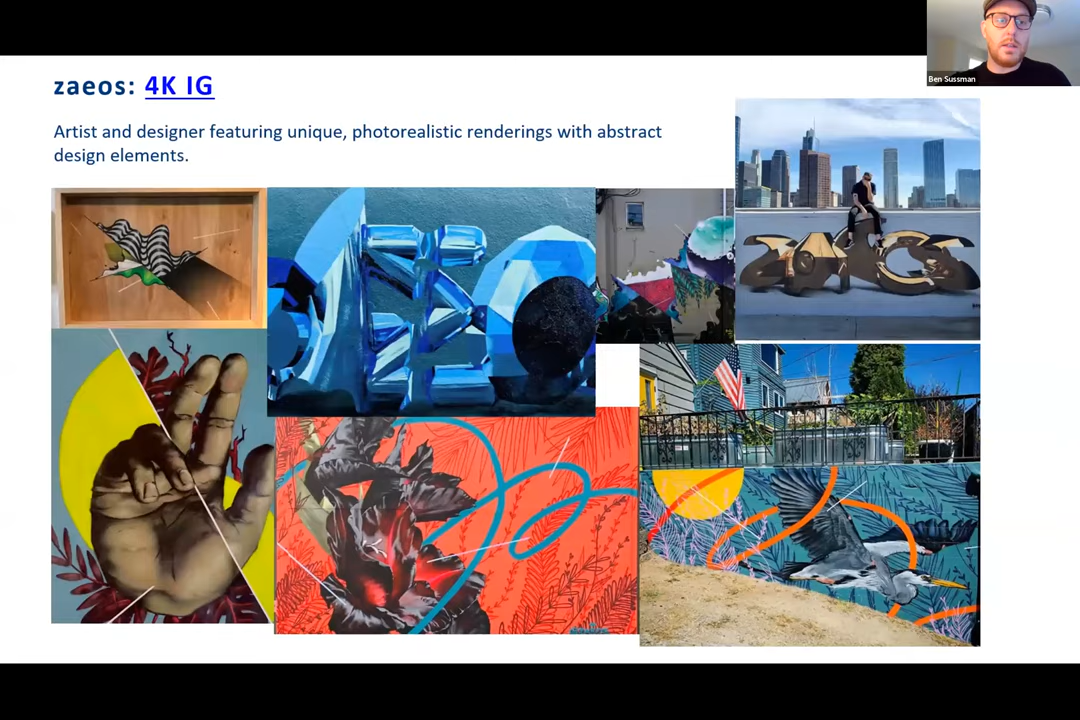 zaeos: 4K IG
Artist and designer featuring unique, photorealistic renderings with abstract
design elements.
Ben Sussman